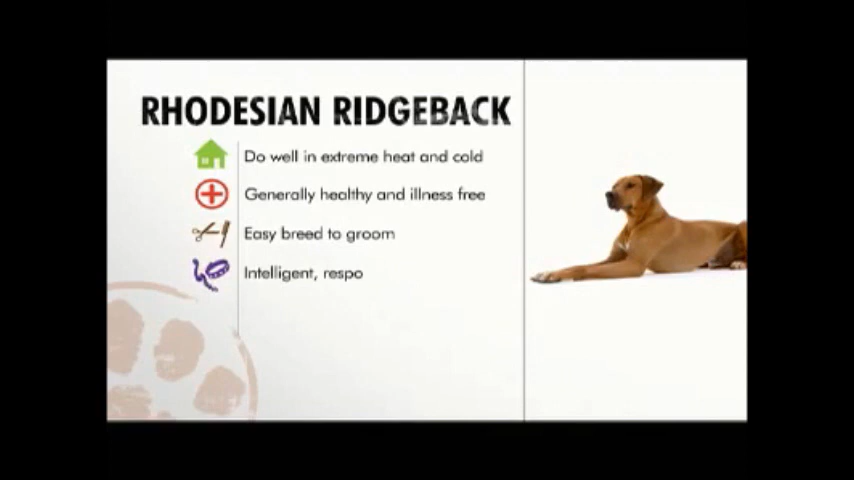 RHODESIAN RIDGEBACK
Do well in extreme heat and cold
Generally healthy and illness free
Easy breed to groom
Intelligent, respo